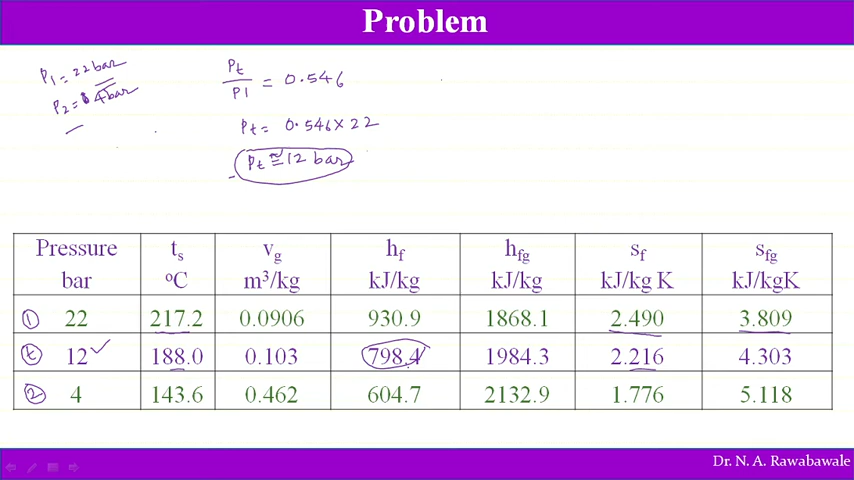 Problem
P1 = 22 bar
P2 = 4 bar
Pt
P1
= 0.546
Pt = 0.546 x 22
Pt ≅ 12 bar
Pressure bar ts °C vg m³/kg hf kJ/kg hfg kJ/kg sf kJ/kg K sfg kJ/kgK
1 22 217.2 0.0906 930.9 1868.1 2.490 3.809
t 12 ✓ 188.0 0.103 798.4 1984.3 2.216 4.303
2 4 143.6 0.462 604.7 2132.9 1.776 5.118
Dr. N. A. Rawabawale